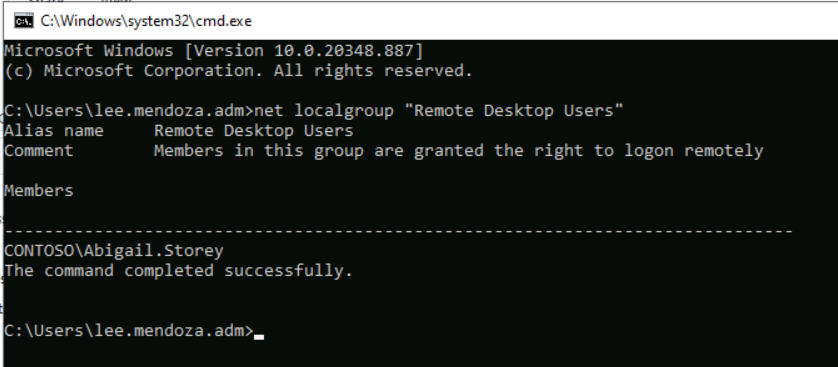 C:\Windows\system32\cmd.exe
Microsoft Windows [Version 10.0.20348.887]
(c) Microsoft Corporation. All rights reserved.
C:\Users\lee.mendoza.adm>net localgroup "Remote Desktop Users"
Alias name     Remote Desktop Users
Comment        Members in this group are granted the right to logon remotely
Members
-------------------------------------------------------------------------------
CONTOSO\Abigail.Storey
The command completed successfully.
C:\Users\lee.mendoza.adm>